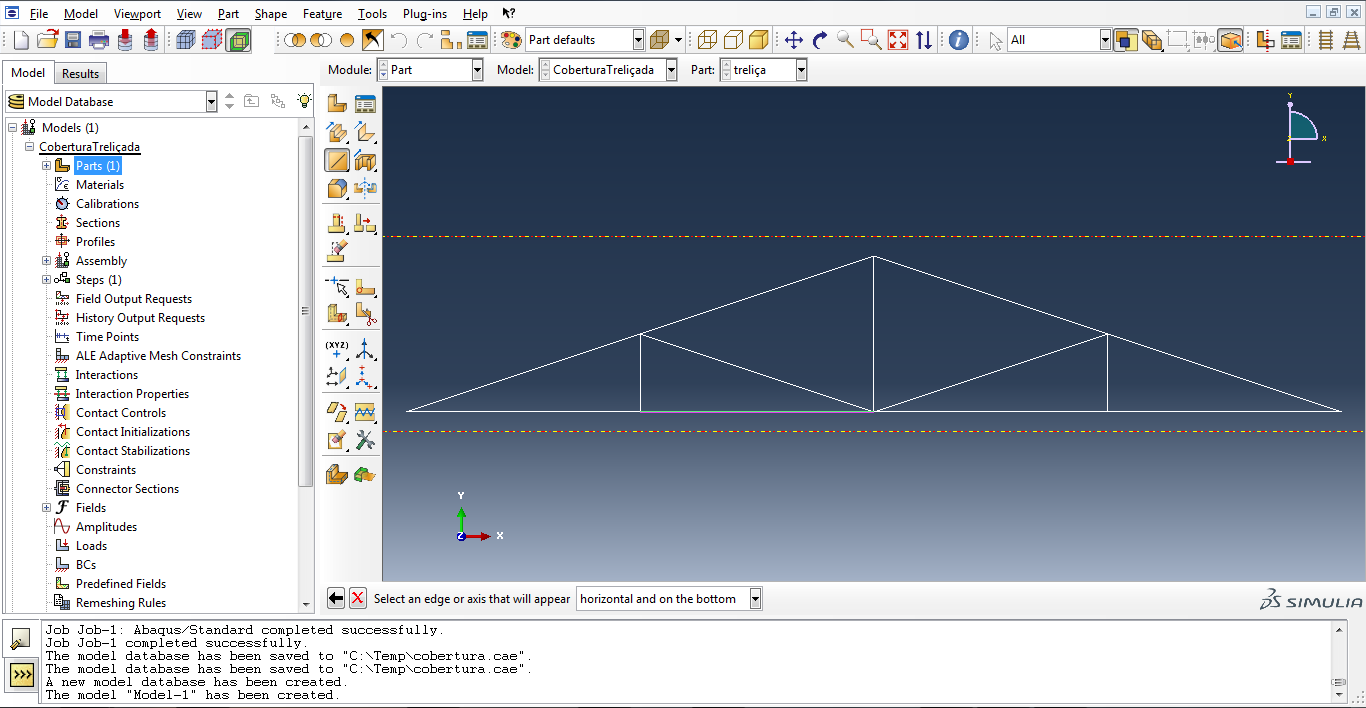 File Model Viewport View Part Shape Feature Tools Plug-ins Help
Part defaults All
Model Results Module: Part Model: CoberturaTreliçada Part: treliça
Model Database
Models (1)
CoberturaTreliçada
Parts (1)
Materials
Calibrations
Sections
Profiles
Assembly
Steps (1)
Field Output Requests
History Output Requests
Time Points
ALE Adaptive Mesh Constraints
Interactions
Interaction Properties
Contact Controls
Contact Initializations
Contact Stabilizations
Constraints
Connector Sections
Fields
Amplitudes
Loads
BCs
Predefined Fields
Remeshing Rules
(XYZ)
Y
X
Z
Y
X
Z
Select an edge or axis that will appear horizontal and on the bottom
SIMULIA
Job Job-1: Abaqus/Standard completed successfully.
Job Job-1 completed successfully.
The model database has been saved to "C:\Temp\cobertura.cae".
The model database has been saved to "C:\Temp\cobertura.cae".
A new model database has been created.
The model "Model-1" has been created.